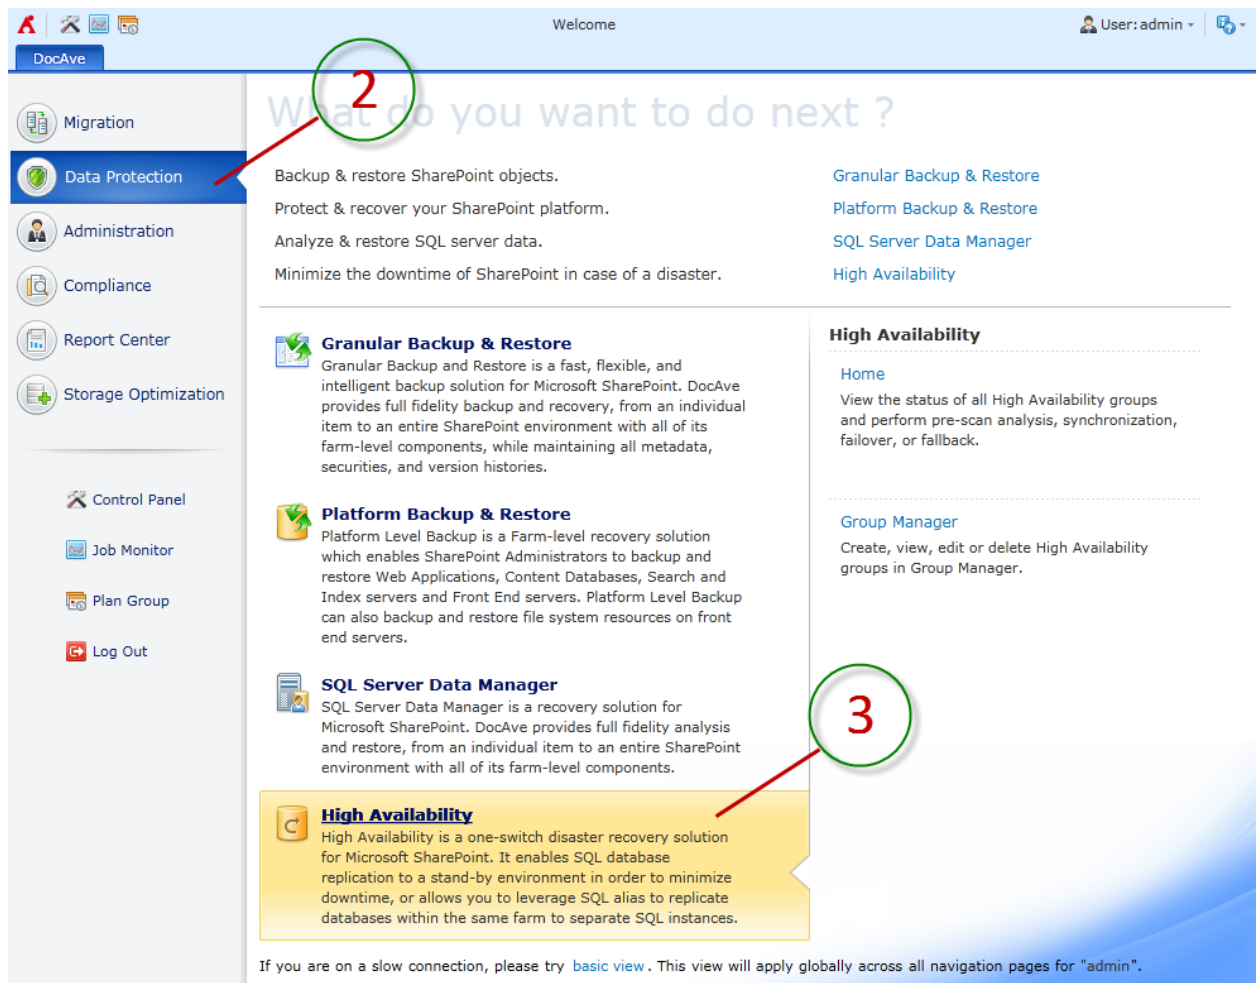 Welcome
User: admin
DocAve
2
What do you want to do next ?
Migration
Data Protection
Administration
Compliance
Report Center
Storage Optimization
Control Panel
Job Monitor
Plan Group
Log Out
Backup & restore SharePoint objects.
Granular Backup & Restore
Protect & recover your SharePoint platform.
Platform Backup & Restore
Analyze & restore SQL server data.
SQL Server Data Manager
Minimize the downtime of SharePoint in case of a disaster.
High Availability
Granular Backup & Restore
Granular Backup and Restore is a fast, flexible, and
intelligent backup solution for Microsoft SharePoint. DocAve
provides full fidelity backup and recovery, from an individual
item to an entire SharePoint environment with all of its
farm-level components, while maintaining all metadata,
securities, and version histories.
Platform Backup & Restore
Platform Level Backup is a Farm-level recovery solution
which enables SharePoint Administrators to backup and
restore Web Applications, Content Databases, Search and
Index servers and Front End servers. Platform Level Backup
can also backup and restore file system resources on front
end servers.
SQL Server Data Manager
SQL Server Data Manager is a recovery solution for
Microsoft SharePoint. DocAve provides full fidelity analysis
and restore, from an individual item to an entire SharePoint
environment with all of its farm-level components.
3
High Availability
High Availability is a one-switch disaster recovery solution
for Microsoft SharePoint. It enables SQL database
replication to a stand-by environment in order to minimize
downtime, or allows you to leverage SQL alias to replicate
databases within the same farm to separate SQL instances.
High Availability
Home
View the status of all High Availability groups
and perform pre-scan analysis, synchronization,
failover, or fallback.
Group Manager
Create, view, edit or delete High Availability
groups in Group Manager.
If you are on a slow connection, please try basic view. This view will apply globally across all navigation pages for "admin".